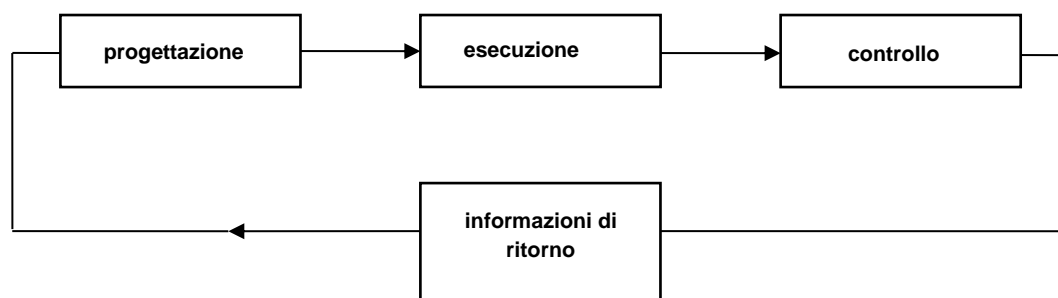 progettazione
esecuzione
controllo
informazioni di
ritorno